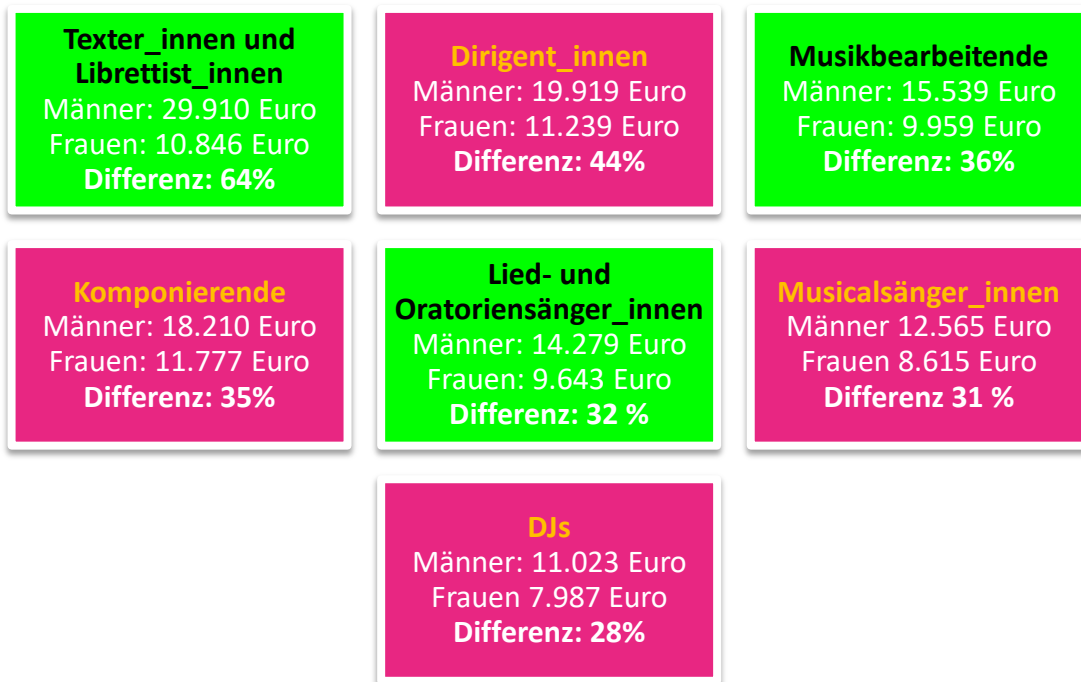 Texter_innen und
Librettist_innen
Männer: 29.910 Euro
Frauen: 10.846 Euro
Differenz: 64%
Dirigent_innen
Männer: 19.919 Euro
Frauen: 11.239 Euro
Differenz: 44%
Musikbearbeitende
Männer: 15.539 Euro
Frauen: 9.959 Euro
Differenz: 36%
Komponierende
Männer: 18.210 Euro
Frauen: 11.777 Euro
Differenz: 35%
Lied- und
Oratoriensänger_innen
Männer: 14.279 Euro
Frauen: 9.643 Euro
Differenz: 32 %
Musicalsänger_innen
Männer 12.565 Euro
Frauen 8.615 Euro
Differenz 31 %
DJs
Männer: 11.023 Euro
Frauen 7.987 Euro
Differenz: 28%